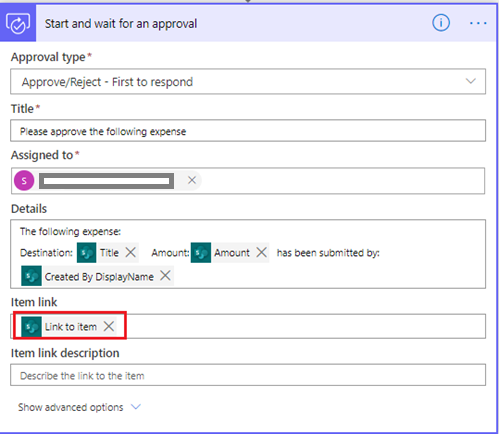 Start and wait for an approval
Approval type*
Approve/Reject - First to respond
Title*
Please approve the following expense
Assigned to*
S
Details
The following expense:
Destination: Title Amount: Amount has been submitted by:
Created By DisplayName
Item link
Link to item
Item link description
Describe the link to the item
Show advanced options